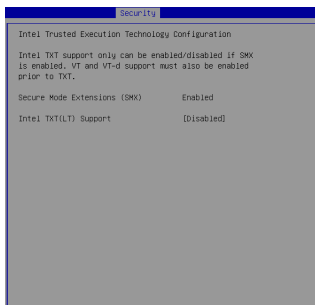 Security
Intel Trusted Execution Technology Configuration
Intel TXT support only can be enabled/disabled if SMX
is enabled. VT and VT-d support must also be enabled
prior to TXT.
Secure Mode Extensions (SMX) Enabled
Intel TXT(LT) Support [Disabled]